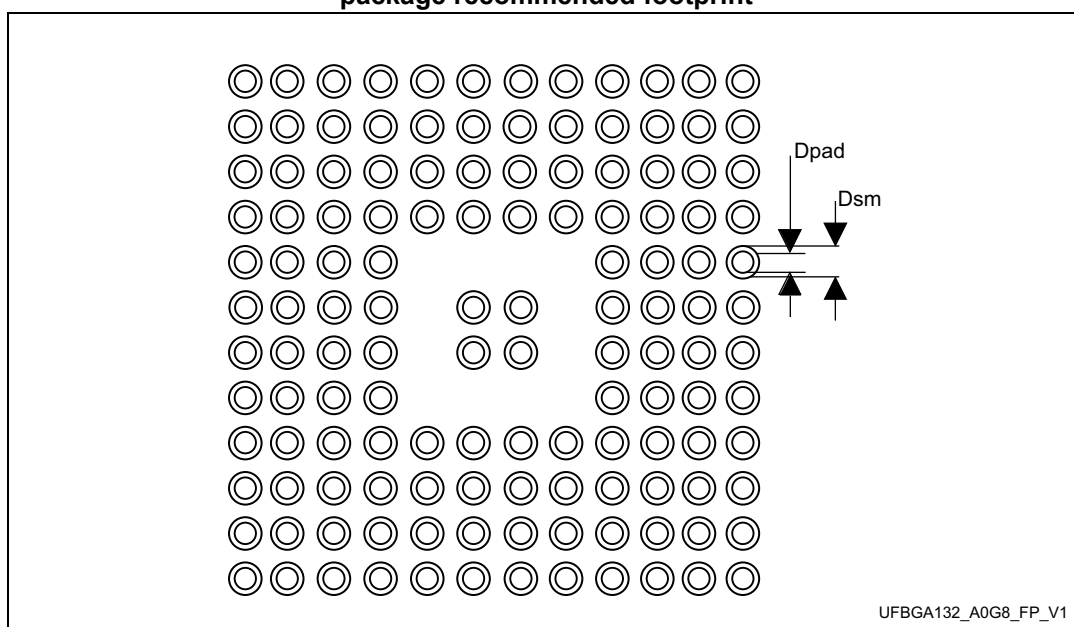 package recommended footprint
Dpad
Dsm
UFBGA132_A0G8_FP_V1